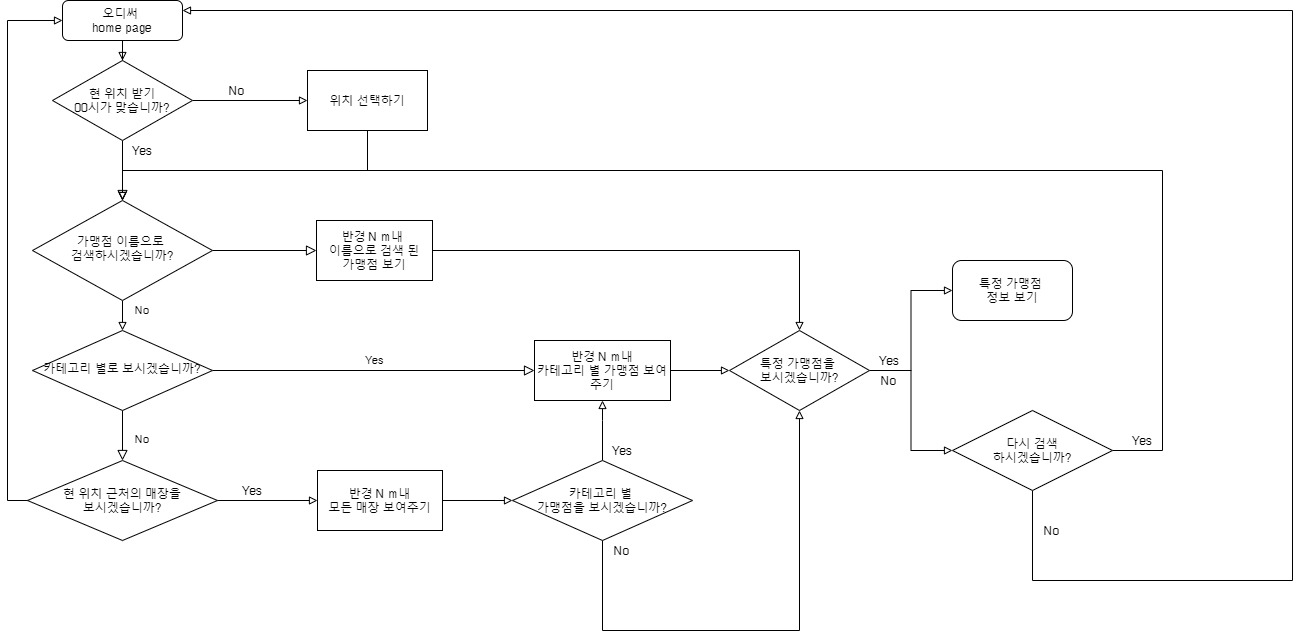 오디써
home page
현 위치 받기
00시가 맞습니까?
No
위치 선택하기
Yes
가맹점 이름으로
검색하시겠습니까?
반경 N m내
이름으로 검색 된
가맹점 보기
No
카테고리 별로 보시겠습니까?
Yes
반경 N m내
카테고리 별 가맹점 보여
주기
특정 가맹점을
보시겠습니까?
Yes
No
특정 가맹점
정보 보기
다시 검색
하시겠습니까?
Yes
No
No
현 위치 근처의 매장을
보시겠습니까?
Yes
반경 N m내
모든 매장 보여주기
카테고리 별
가맹점을 보시겠습니까?
Yes
No